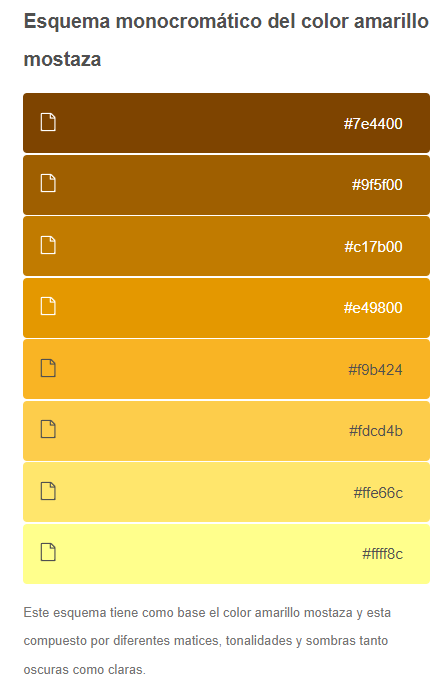 Esquema monocromático del color amarillo
mostaza
#7e4400
#9f5f00
#c17b00
#e49800
#f9b424
#fdcd4b
#ffe66c
#ffff8c
Este esquema tiene como base el color amarillo mostaza y esta
compuesto por diferentes matices, tonalidades y sombras tanto
oscuras como claras.